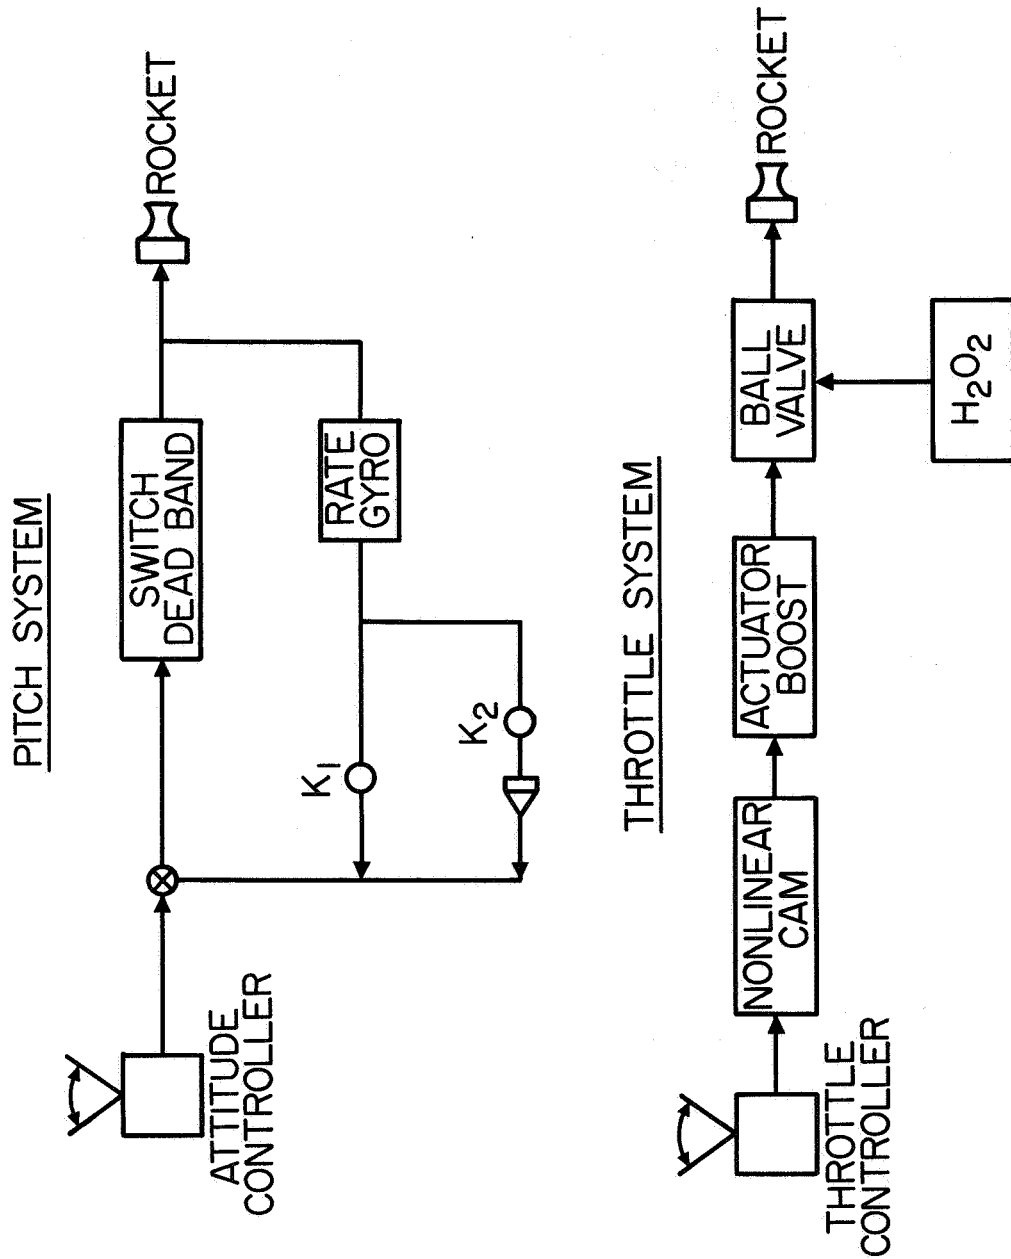 PITCH SYSTEM
ATTITUDE
CONTROLLER
SWITCH
DEAD BAND
ROCKET
RATE
GYRO
K1
K2
THROTTLE SYSTEM
THROTTLE
CONTROLLER
NONLINEAR
CAM
ACTUATOR
BOOST
BALL
VALVE
ROCKET
H2O2